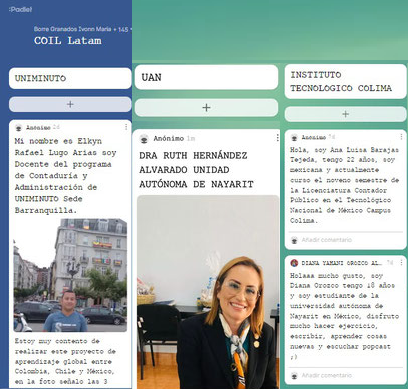 :Padlet
Borre Granados Ivonn Maria + 145
COIL Latam
UNIMINUTO
+
Anónimo 2d
Mi nombre es Elkyn
Rafael Lugo Arias soy
Docente del programa
de Contaduría y
Administración de
UNIMINUTO Sede
Barranquilla.
Estoy muy contento de
realizar este proyecto de
aprendizaje global entre
Colombia, Chile y México,
en la foto señalo las 3
UAN
+
Anónimo 1m
DRA RUTH HERNÁNDEZ
ALVARADO UNIDAD
AUTÓNOMA DE NAYARIT
INSTITUTO
TECNOLOGICO COLIMA
+
Anónimo
Hola, soy Ana Luisa Barajas
Tejeda, tengo 22 años, soy
mexicana y actualmente
curso el noveno semestre de
la Licenciatura Contador
Público en el Tecnológico
Nacional de México Campus
Colima.
Añadir comentario
DIANA YAMANI OROZCO AL…
Holaaa mucho gusto, soy
Diana Orozco tengo 18 años
y soy estudiante de la
universidad autónoma de
Nayarit en México, disfruto
mucho hacer ejercicio,
escribir, aprender cosas
nuevas y escuchar popcast
;)
Añadir comentario